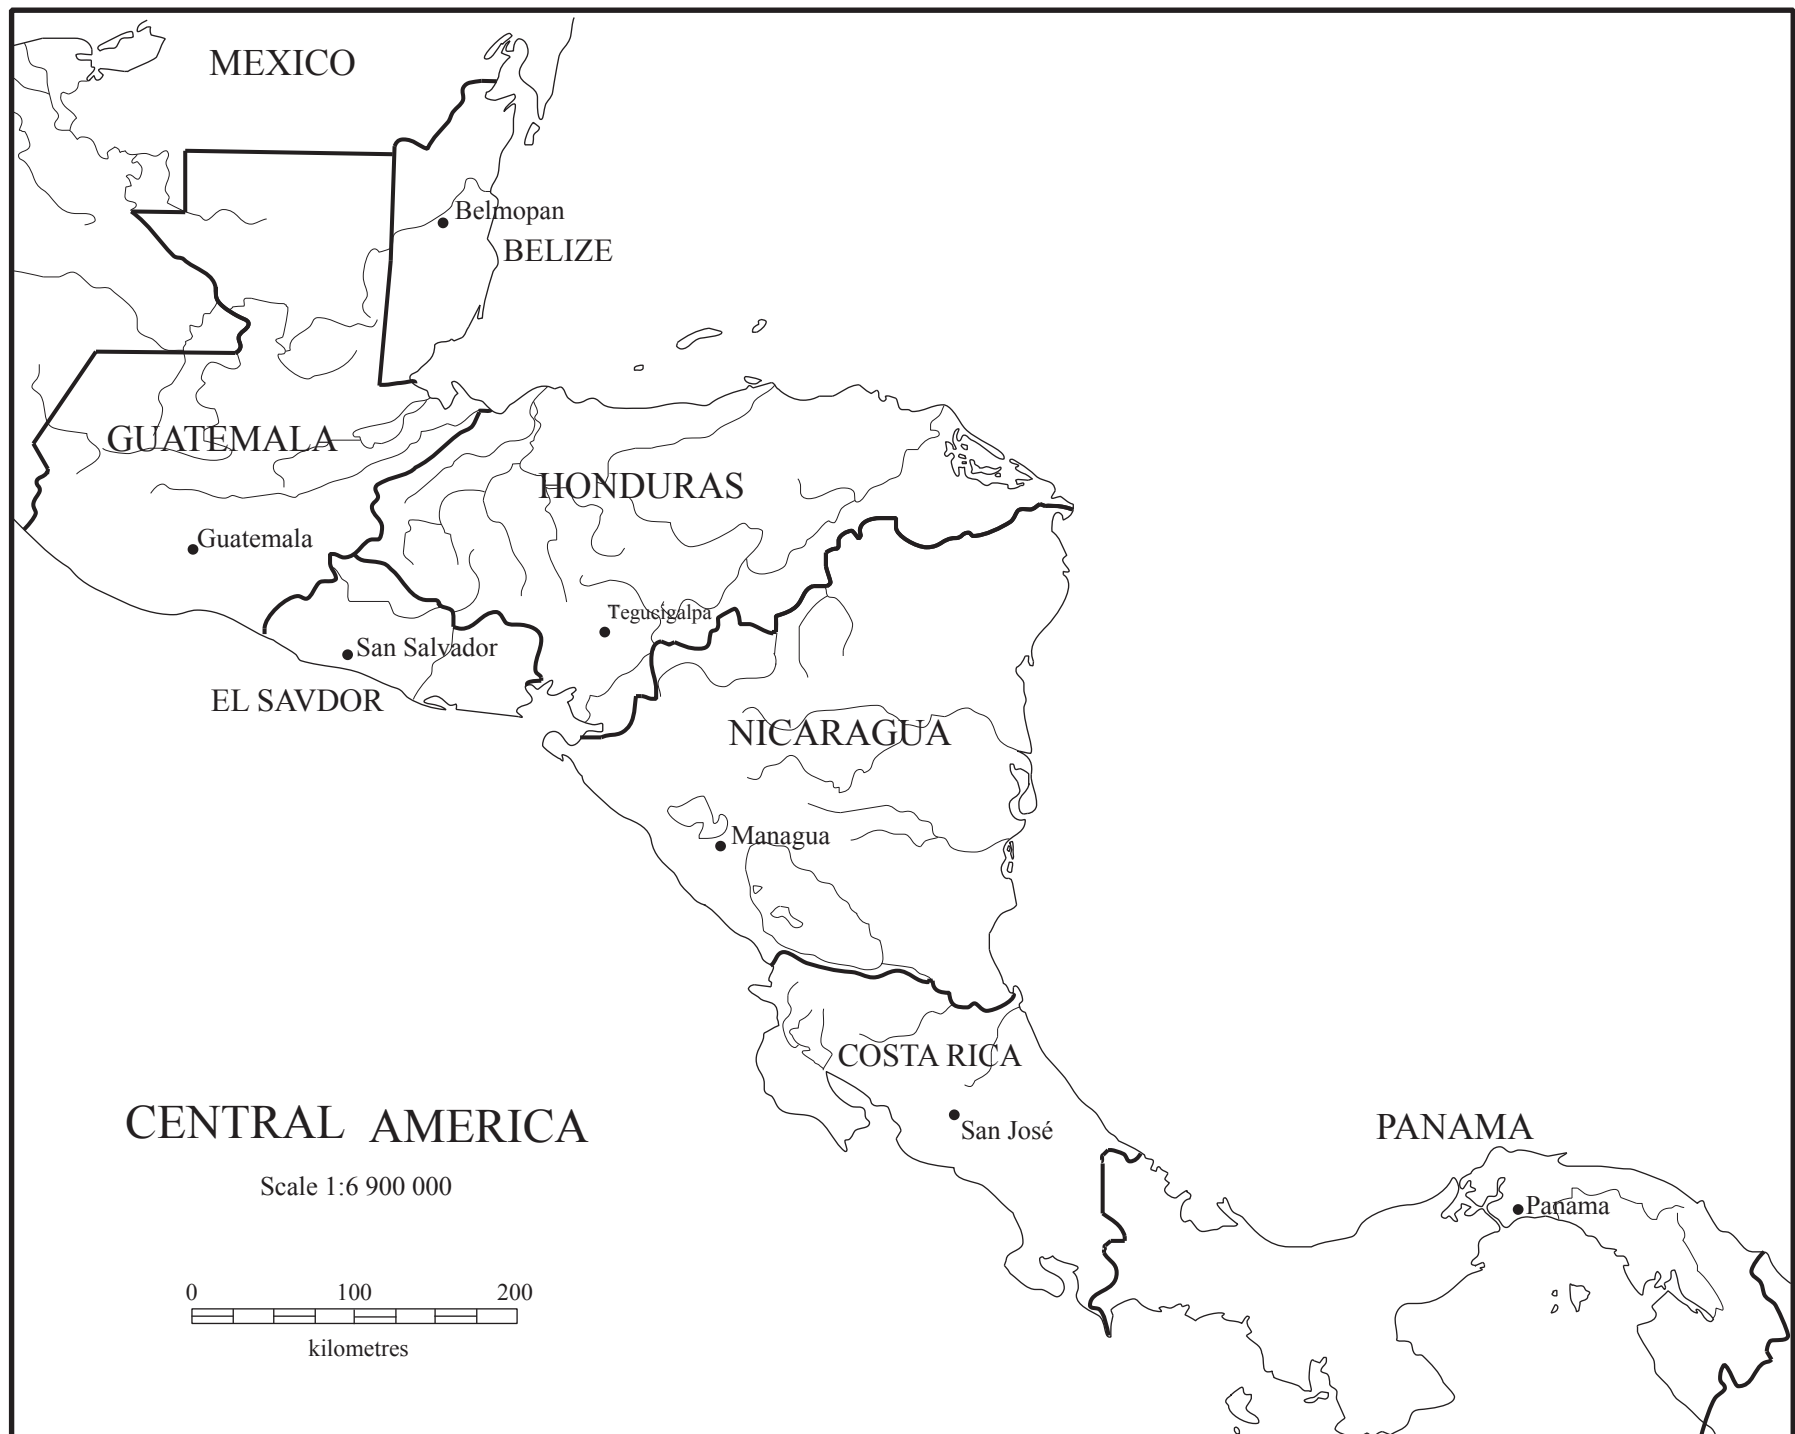 MEXICO
Belmopan
BELIZE
GUATEMALA
HONDURAS
Guatemala
Tegucigalpa
San Salvador
EL SAVDOR
NICARAGUA
Managua
COSTA RICA
CENTRAL AMERICA
San José
PANAMA
Scale 1:6 900 000
Panama
0 100 200
kilometres